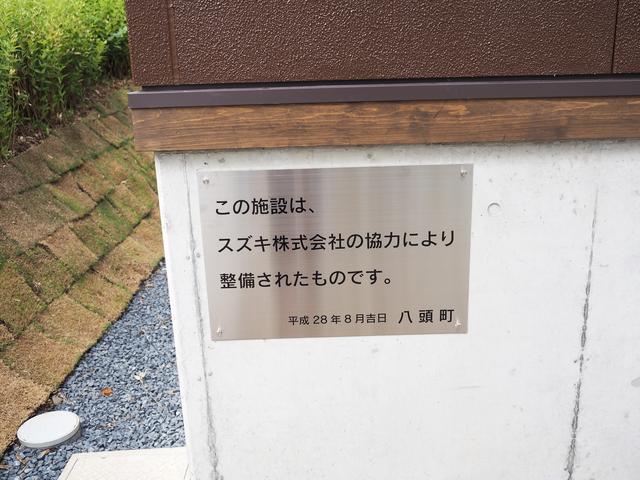 この施設は、
スズキ株式会社の協力により
整備されたものです。
平成28年8月吉日 八頭町